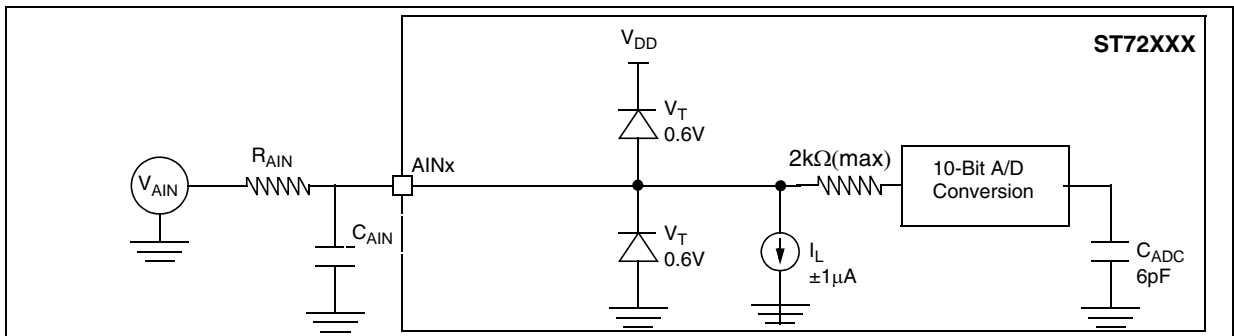 ST72XXX
V_DD
V_T
0.6V
R_AIN
AINx
2kΩ(max)
10-Bit A/D
Conversion
V_AIN
C_AIN
V_T
0.6V
I_L
±1μA
C_ADC
6pF